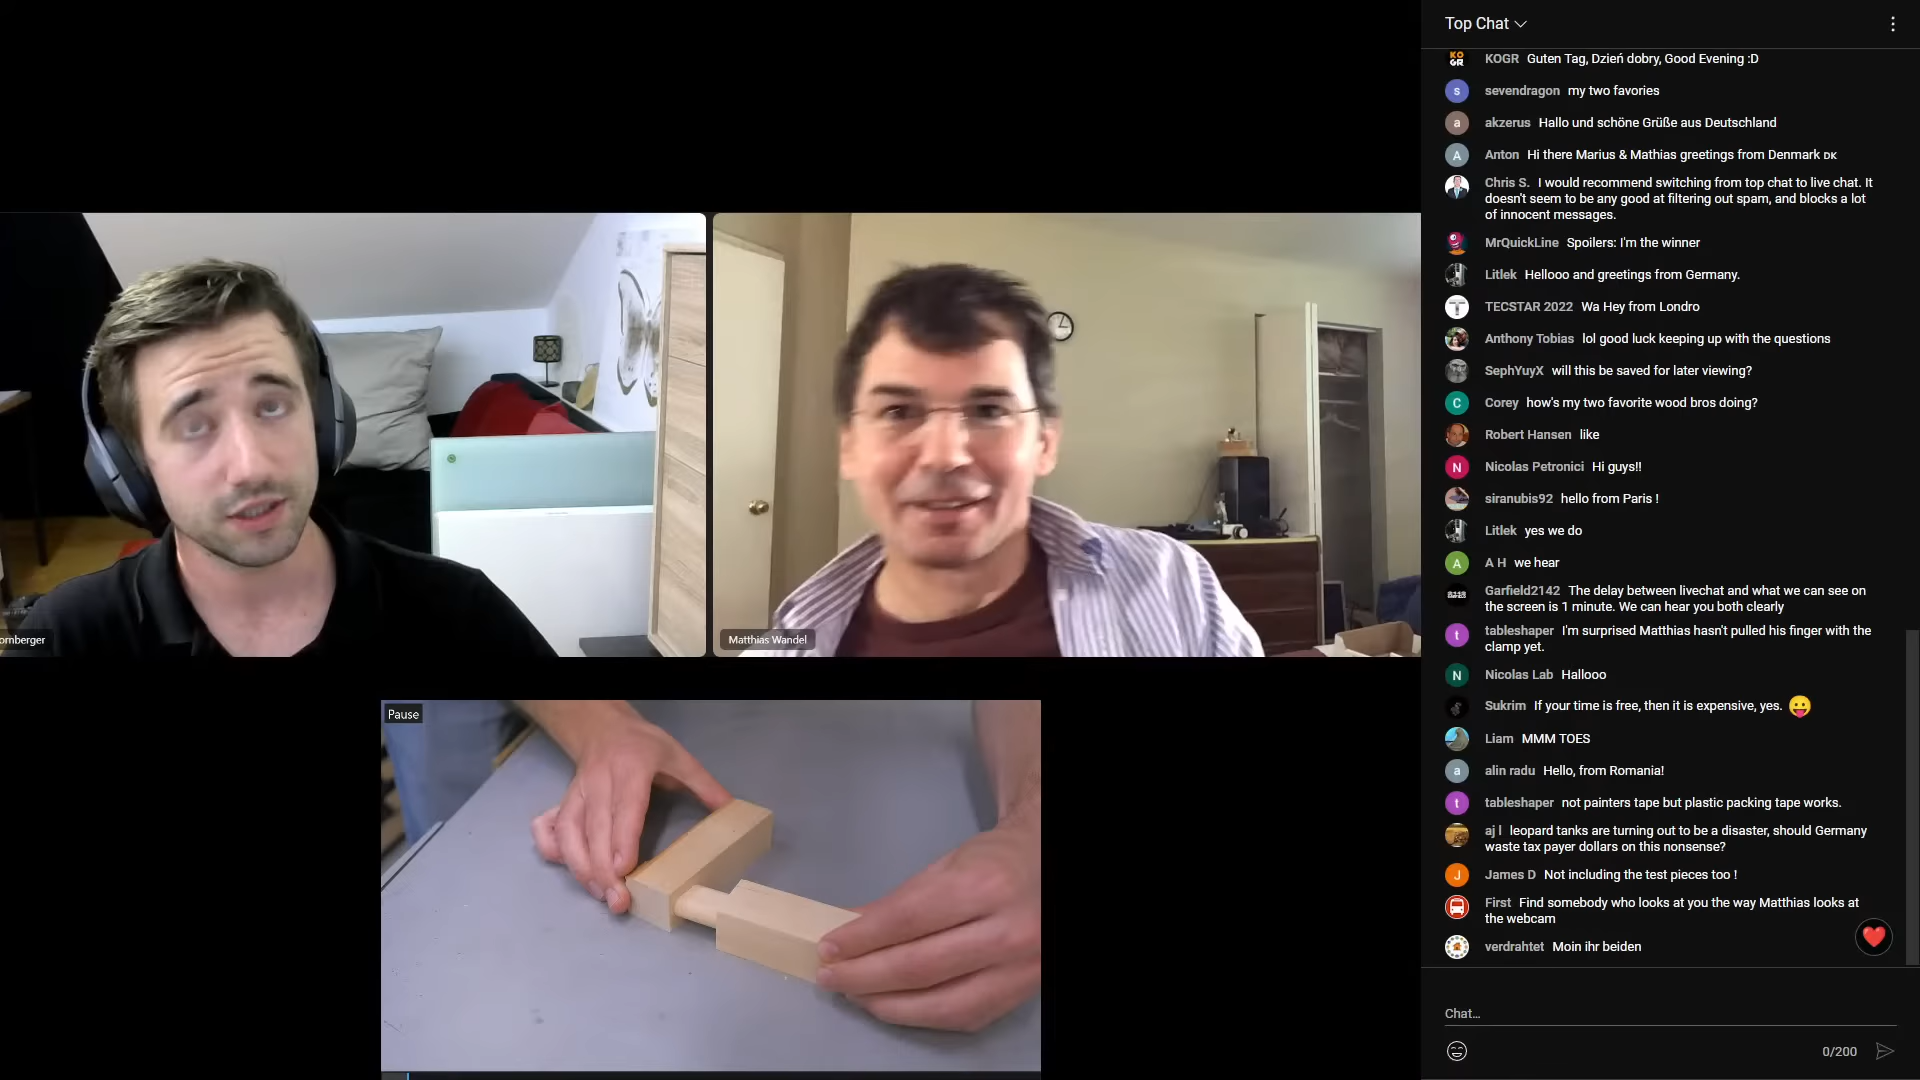 Top Chat
KOGR Guten Tag, Dzień dobry, Good Evening :D
s sevendragon my two favories
a akzerus Hallo und schöne Grüße aus Deutschland
A Anton Hi there Marius & Mathias greetings from Denmark DK
Chris S. I would recommend switching from top chat to live chat. It
doesn't seem to be any good at filtering out spam, and blocks a lot
of innocent messages.
MrQuickLine Spoilers: I'm the winner
Litlek Hellooo and greetings from Germany.
T TECSTAR 2022 Wa Hey from Londro
Anthony Tobias lol good luck keeping up with the questions
SephYuyX will this be saved for later viewing?
C Corey how's my two favorite wood bros doing?
Robert Hansen like
N Nicolas Petronici Hi guys!!
siranubis92 hello from Paris !
Litlek yes we do
A A H we hear
Garfield2142 The delay between livechat and what we can see on
the screen is 1 minute. We can hear you both clearly
t tableshaper I'm surprised Matthias hasn't pulled his finger with the
clamp yet.
N Nicolas Lab Hallooo
Sukrim If your time is free, then it is expensive, yes. 😛
Liam MMM TOES
a alin radu Hello, from Romania!
t tableshaper not painters tape but plastic packing tape works.
aj l leopard tanks are turning out to be a disaster, should Germany
waste tax payer dollars on this nonsense?
J James D Not including the test pieces too !
First Find somebody who looks at you the way Matthias looks at
the webcam
verdrahtet Moin ihr beiden
Chat...
0/200
ornberger
Matthias Wandel
Pause